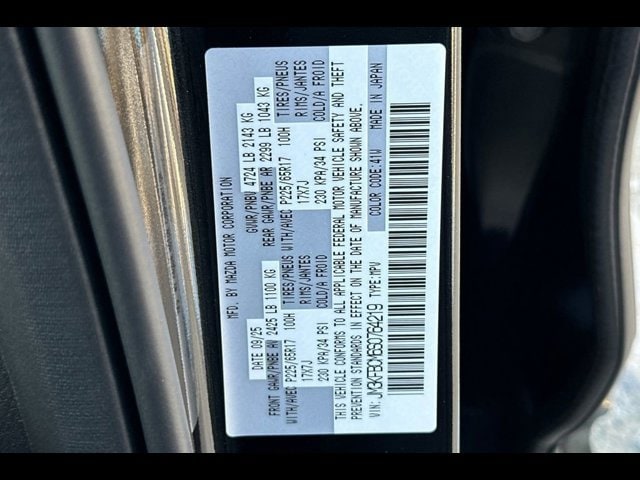 MFD. BY MAZDA MOTOR CORPORATION
DATE 09/25 GVWR/PNBV 4724 LB 2143 KG
FRONT GAWR/PNBE AV 2425 LB 1100 KG REAR GAWR/PNBE AR 2299 LB 1043 KG
WITH/AVEC P225/65R17 100H TIRES/PNEUS WITH/AVEC P225/65R17 100H TIRES/PNEUS
17X7J RIMS/JANTES 17X7J RIMS/JANTES
230 KPA/34 PSI COLD/A FROID 230 KPA/34 PSI COLD/A FROID
THIS VEHICLE CONFORMS TO ALL APPLICABLE FEDERAL MOTOR VEHICLE SAFETY AND THEFT
PREVENTION STANDARDS IN EFFECT ON THE DATE OF MANUFACTURE SHOWN ABOVE.
VIN: TYPE:MPV COLOR CODE:41W MADE IN JAPAN